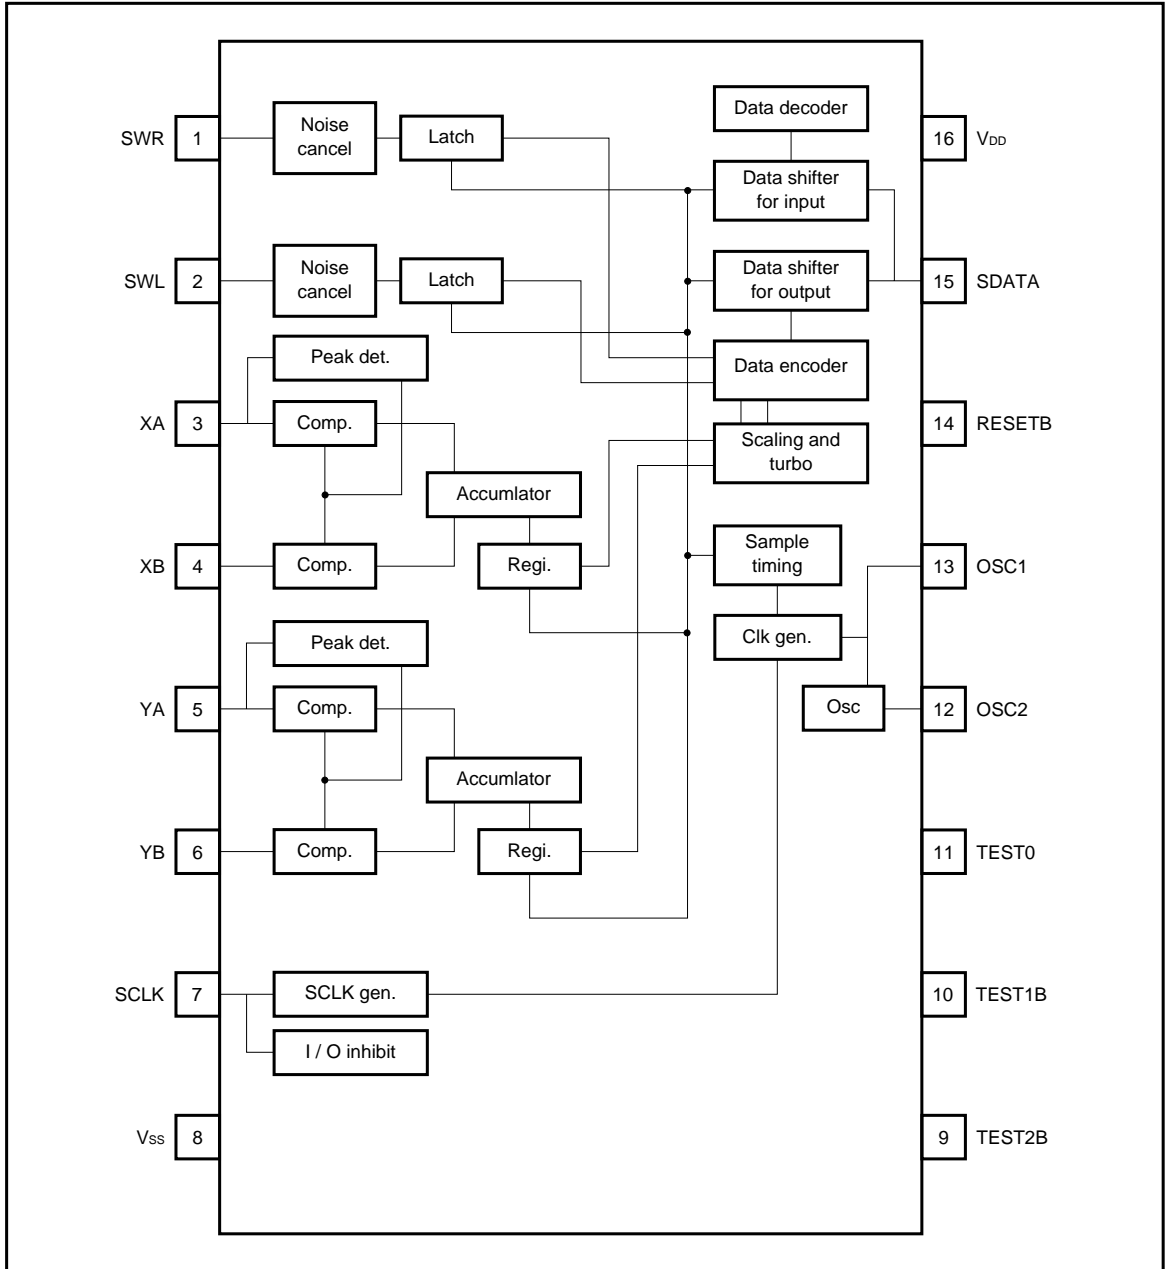 SWR 1
Noise
cancel
Latch
Data decoder
16 VDD
Data shifter
for input
SWL 2
Noise
cancel
Latch
Data shifter
for output
15 SDATA
Peak det.
Data encoder
XA 3
Comp.
14 RESETB
Scaling and
turbo
Accumlator
XB 4
Comp.
Regi.
Sample
timing
13 OSC1
Peak det.
Clk gen.
YA 5
Comp.
Osc
12 OSC2
Accumlator
YB 6
Comp.
Regi.
11 TEST0
SCLK 7
SCLK gen.
10 TEST1B
I / O inhibit
Vss 8
9 TEST2B